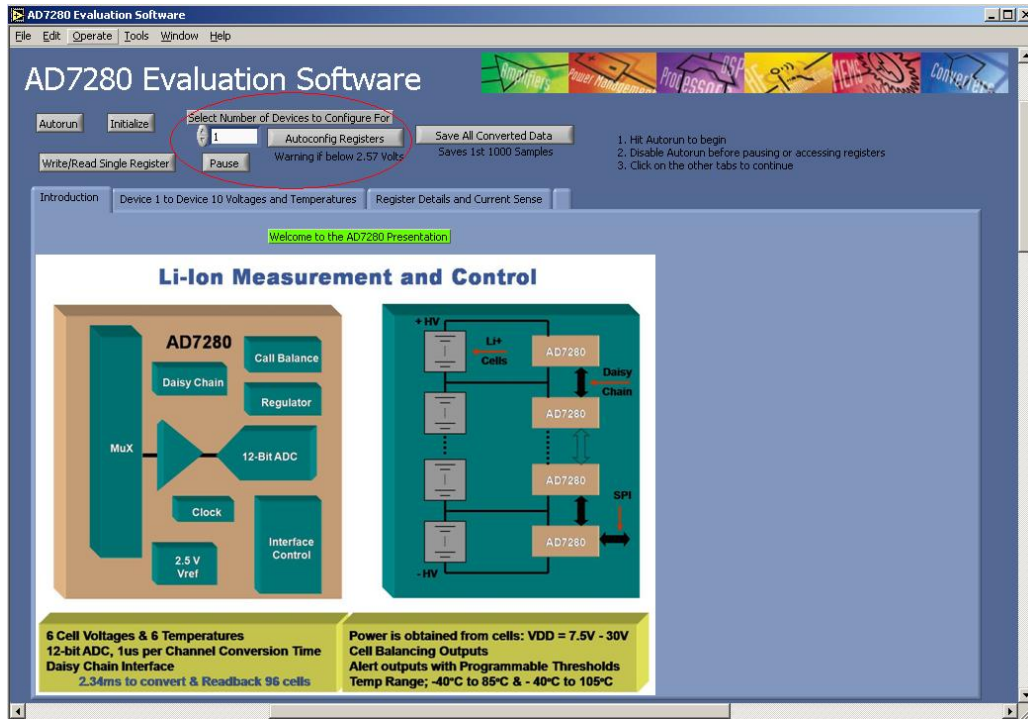 AD7280 Evaluation Software
File Edit Operate Tools Window Help
AD7280 Evaluation Software
Amplifiers Power Management Processors DSP RF MEMS Converters
Select Number of Devices to Configure For
Autorun
Initialize
1
Autoconfig Registers
Save All Converted Data
Warning if below 2.57 Volts
Saves 1st 1000 Samples
Write/Read Single Register
Pause
1. Hit Autorun to begin
2. Disable Autorun before pausing or accessing registers
3. Click on the other tabs to continue
Introduction
Device 1 to Device 10 Voltages and Temperatures
Register Details and Current Sense
Welcome to the AD7280 Presentation
Li-Ion Measurement and Control
AD7280
Call Balance
Daisy Chain
Regulator
MuX
12-Bit ADC
Clock
Interface
Control
2.5 V
Vref
+ HV
Li+
Cells
AD7280
Daisy
Chain
AD7280
AD7280
SPI
AD7280
- HV
6 Cell Voltages & 6 Temperatures
12-bit ADC, 1us per Channel Conversion Time
Daisy Chain Interface
2.34ms to convert & Readback 96 cells
Power is obtained from cells: VDD = 7.5V - 30V
Cell Balancing Outputs
Alert outputs with Programmable Thresholds
Temp Range; -40°C to 85°C & - 40°C to 105°C